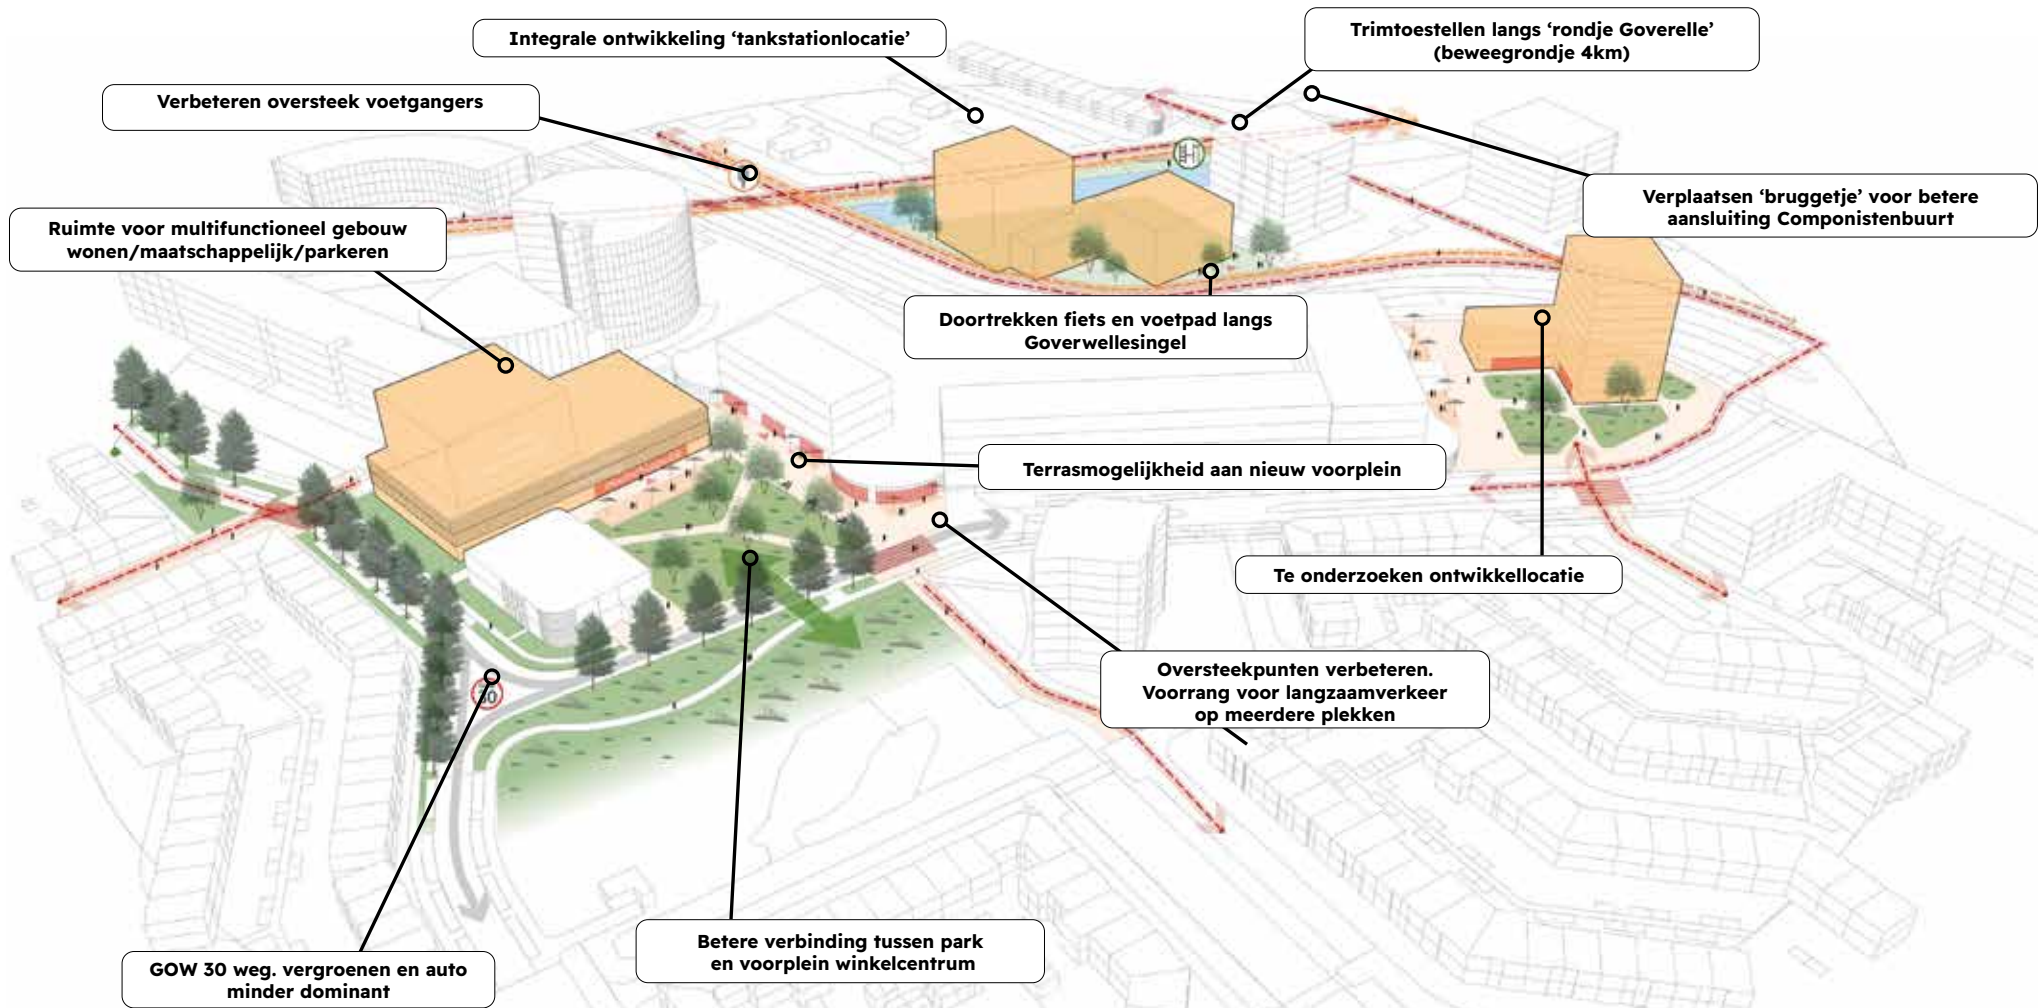 Integrale ontwikkeling ‘tankstationlocatie’
Trimtoestellen langs ‘rondje Goverelle’
(beweegrondje 4km)
Verbeteren oversteek voetgangers
Verplaatsen ‘bruggetje’ voor betere
aansluiting Componistenbuurt
Ruimte voor multifunctioneel gebouw
wonen/maatschappelijk/parkeren
Doortrekken fiets en voetpad langs
Goverwellesingel
Terrasmogelijkheid aan nieuw voorplein
Te onderzoeken ontwikkellocatie
Oversteekpunten verbeteren.
Voorrang voor langzaamverkeer
op meerdere plekken
30
Betere verbinding tussen park
en voorplein winkelcentrum
GOW 30 weg. vergroenen en auto
minder dominant